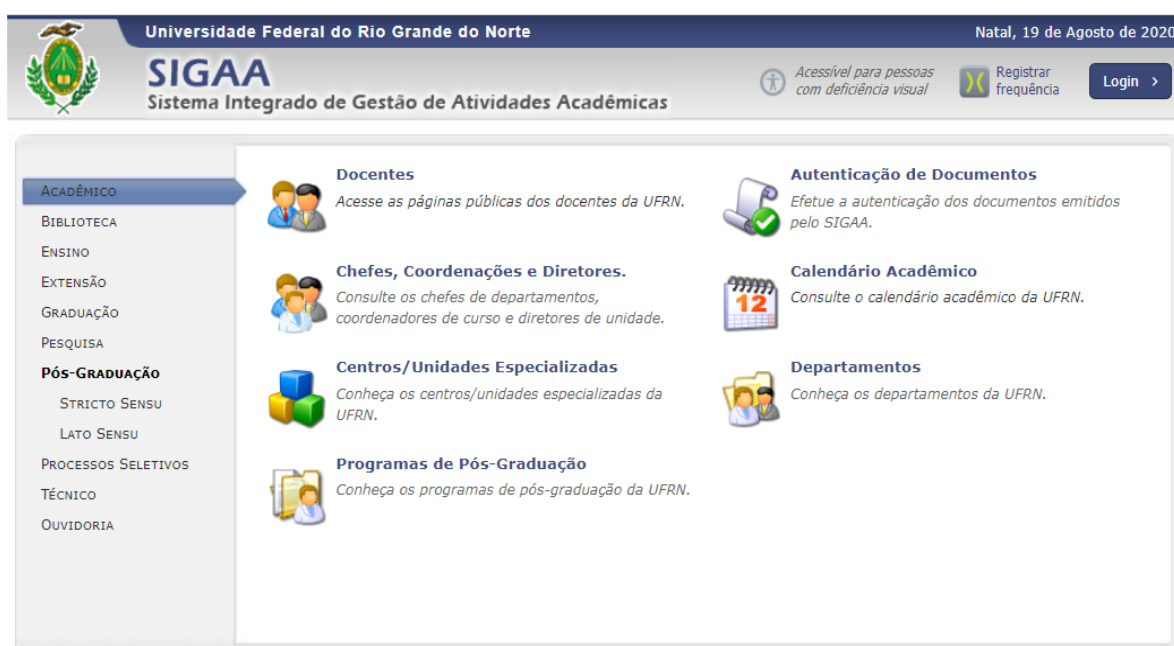 Universidade Federal do Rio Grande do Norte
Natal, 19 de Agosto de 2020
SIGAA
Sistema Integrado de Gestão de Atividades Acadêmicas
Acessível para pessoas
com deficiência visual
Registrar
frequência
Login >
ACADÊMICO
BIBLIOTECA
ENSINO
EXTENSÃO
GRADUAÇÃO
PESQUISA
PÓS-GRADUAÇÃO
STRICTO SENSU
LATO SENSU
PROCESSOS SELETIVOS
TÉCNICO
OUVIDORIA
Docentes
Acesse as páginas públicas dos docentes da UFRN.
Autenticação de Documentos
Efetue a autenticação dos documentos emitidos
pelo SIGAA.
Chefes, Coordenações e Diretores.
Consulte os chefes de departamentos,
coordenadores de curso e diretores de unidade.
12
Calendário Acadêmico
Consulte o calendário acadêmico da UFRN.
Centros/Unidades Especializadas
Conheça os centros/unidades especializadas da
UFRN.
Departamentos
Conheça os departamentos da UFRN.
Programas de Pós-Graduação
Conheça os programas de pós-graduação da UFRN.